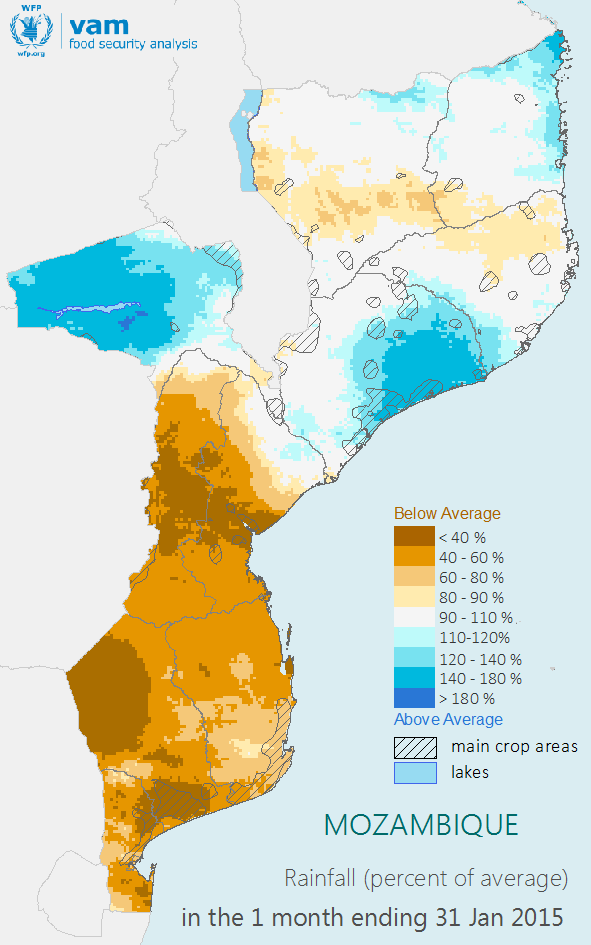 WFP
wfp.org
vam
food security analysis
Below Average
< 40 %
40 - 60 %
60 - 80 %
80 - 90 %
90 - 110 %
110-120%
120 - 140 %
140 - 180 %
> 180 %
Above Average
main crop areas
lakes
MOZAMBIQUE
Rainfall (percent of average)
in the 1 month ending 31 Jan 2015